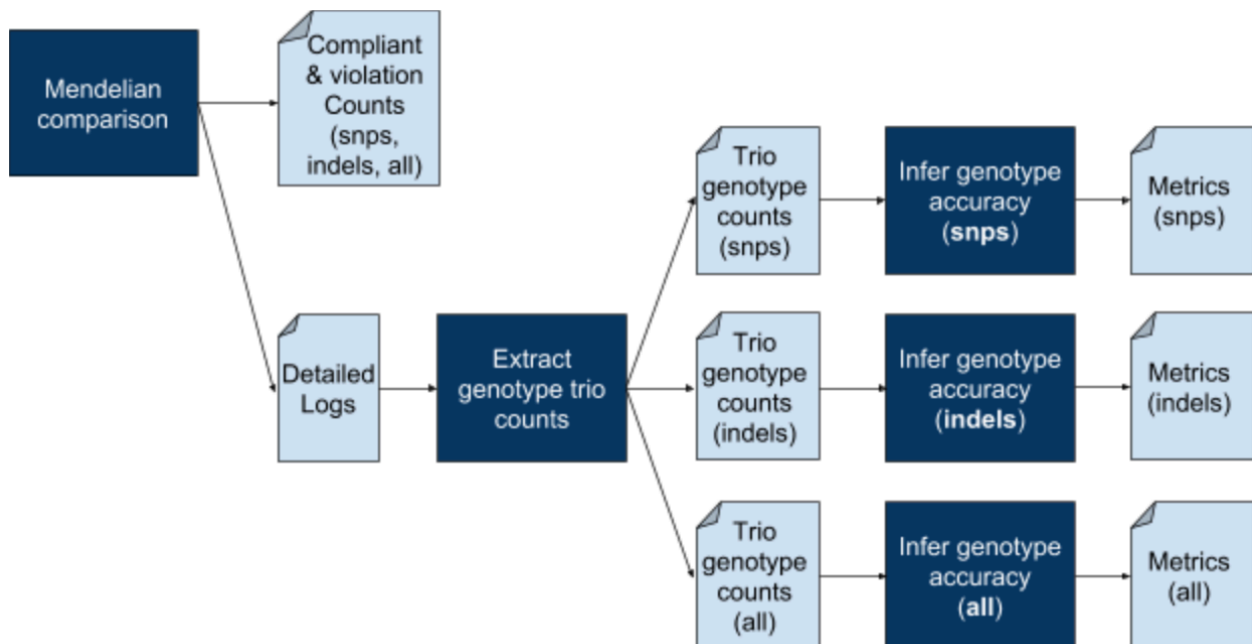 Mendelian
comparison
Compliant
& violation
Counts
(snps,
indels, all)
Trio
genotype
counts
(snps)
Infer genotype
accuracy
(snps)
Metrics
(snps)
Detailed
Logs
Extract
genotype trio
counts
Trio
genotype
counts
(indels)
Infer genotype
accuracy
(indels)
Metrics
(indels)
Trio
genotype
counts
(all)
Infer genotype
accuracy
(all)
Metrics
(all)